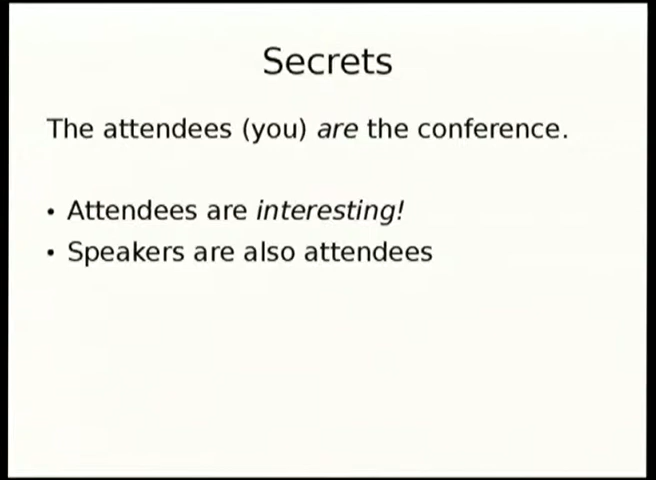 Secrets
The attendees (you) are the conference.
• Attendees are interesting!
• Speakers are also attendees